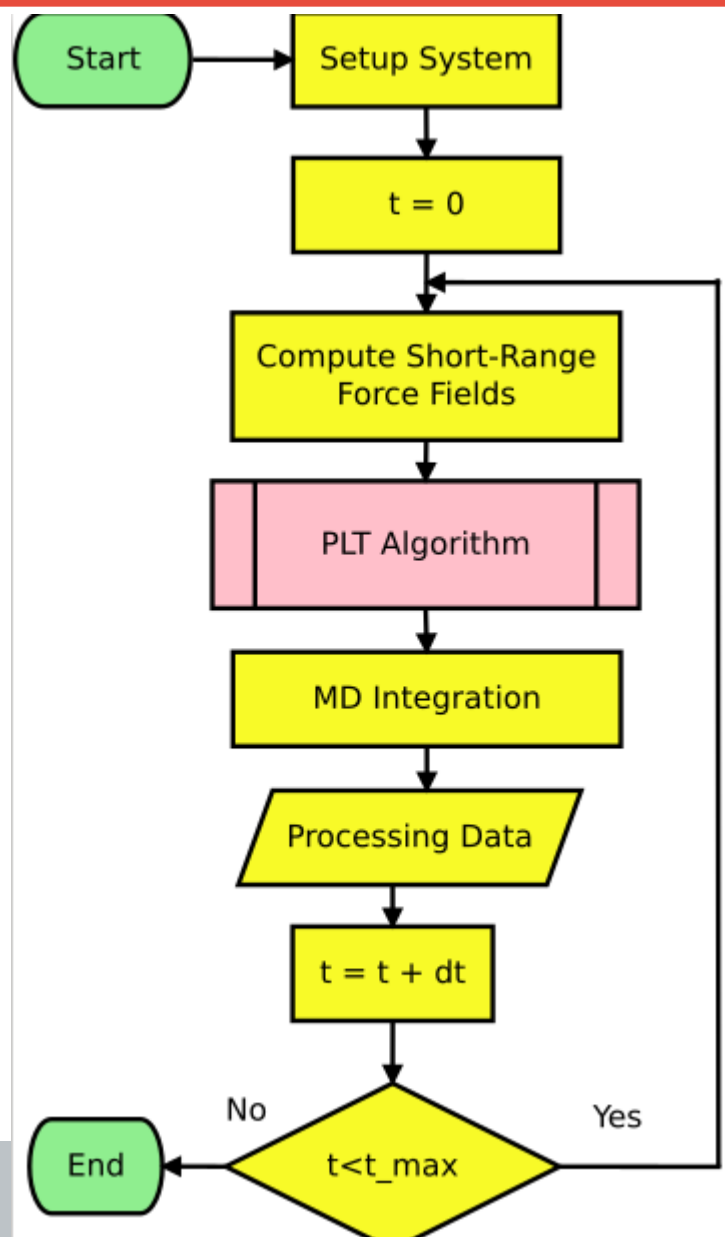 Start
Setup System
t = 0
Compute Short-Range
Force Fields
PLT Algorithm
MD Integration
Processing Data
t = t + dt
No
Yes
End
t<t_max